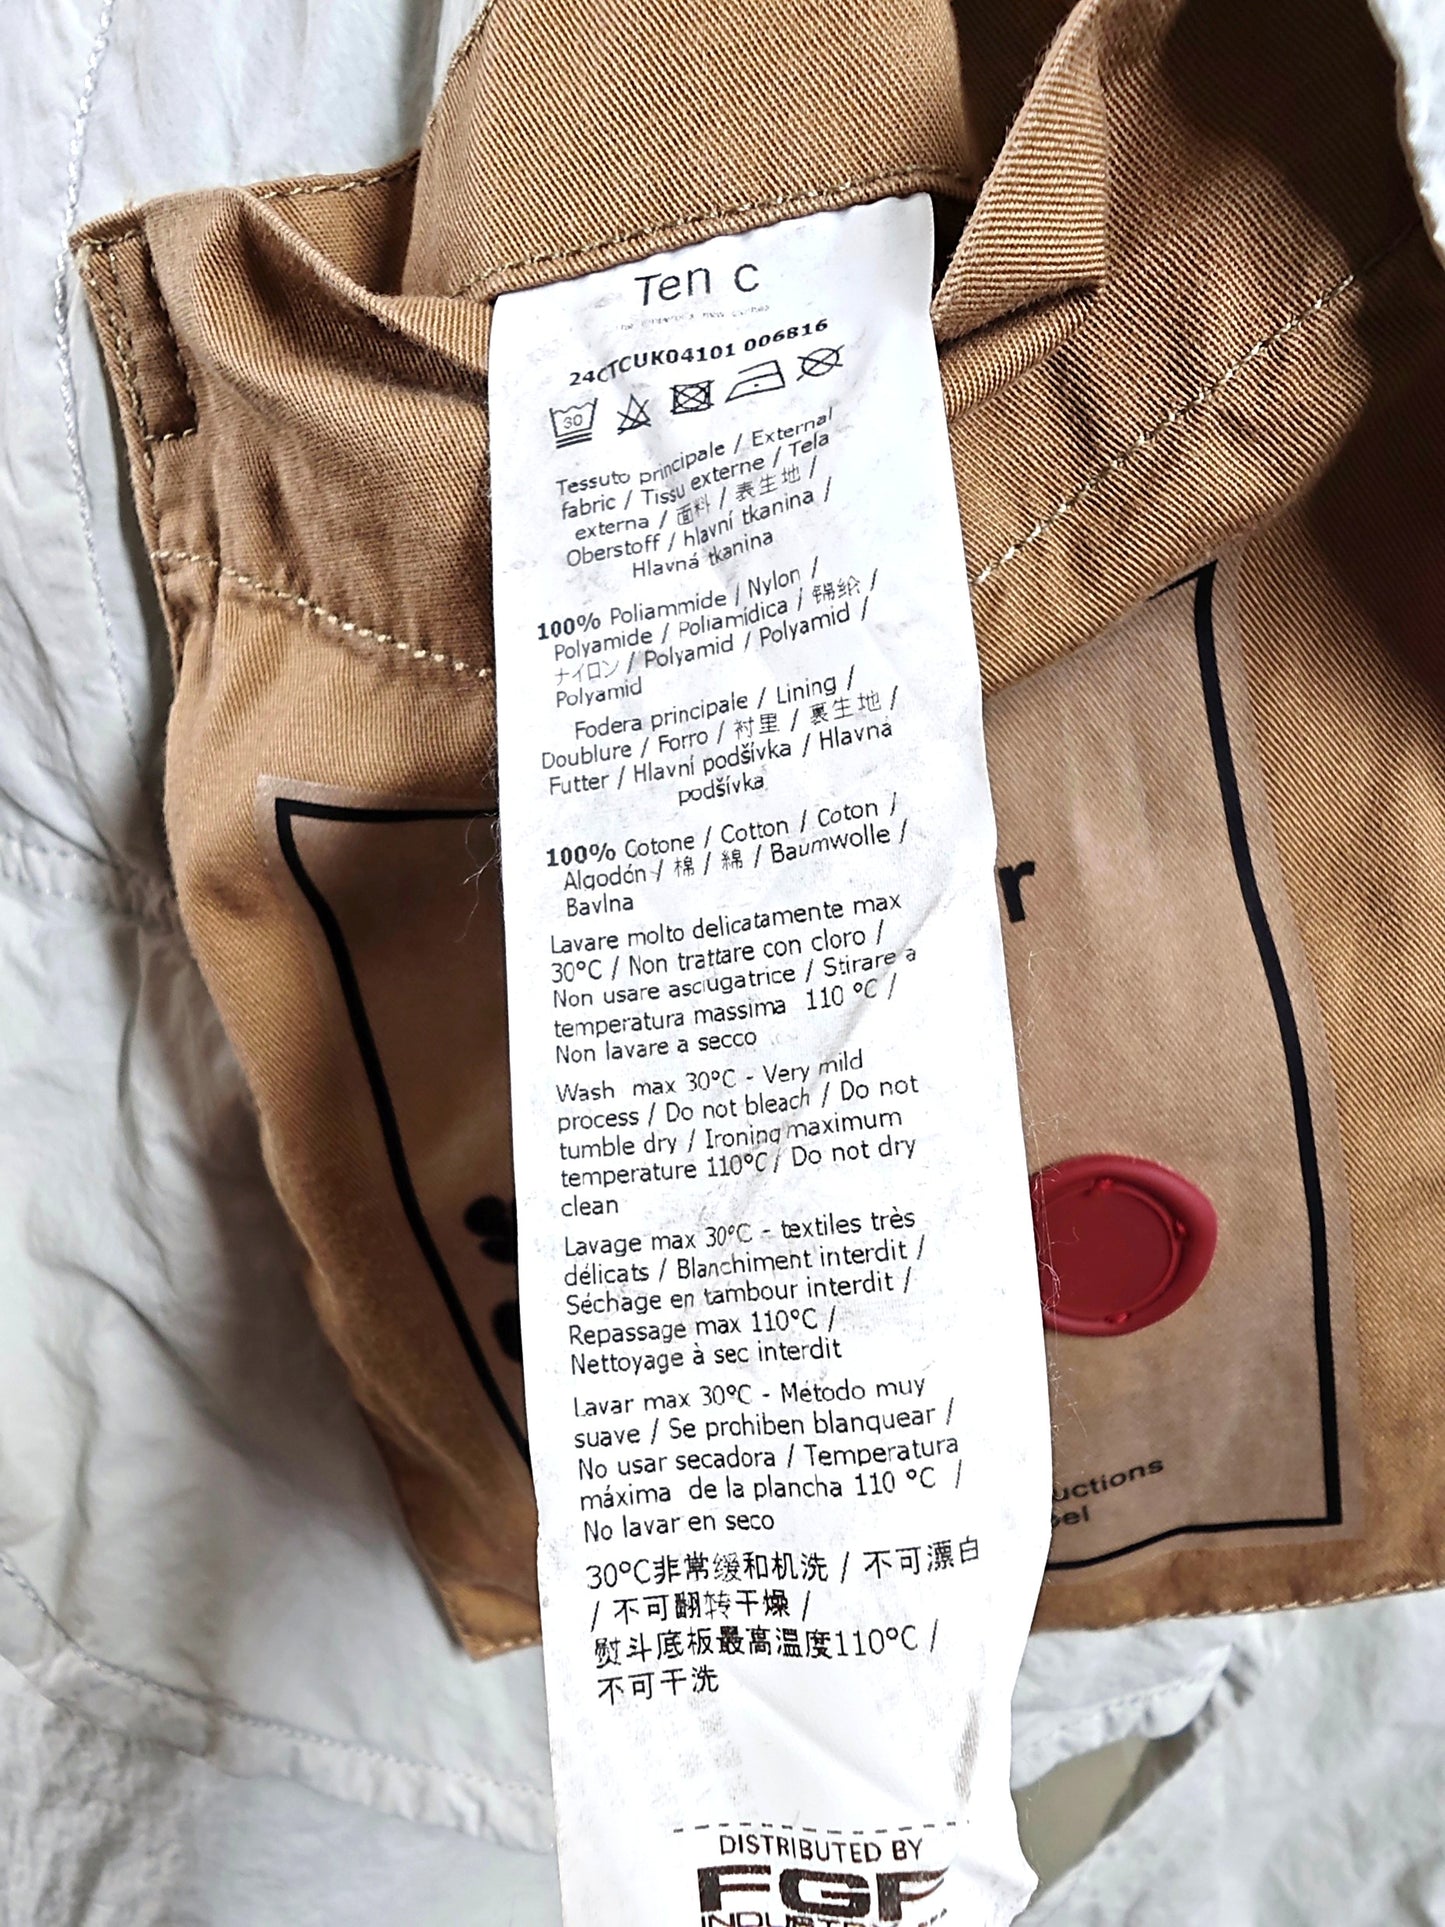 Ten c
the emperor's new clothes
24CTCUK04101 006816
30
Tessuto principale / External
fabric / Tissu externe / Tela
externa / 面料 / 表生地 /
Oberstoff / hlavní tkanina /
Hlavná tkanina
100% Poliammide / Nylon /
Polyamide / Poliamidica / 锦纶 /
ナイロン / Polyamid / Polyamid /
Polyamid
Fodera principale / Lining /
Doublure / Forro / 衬里 / 裏生地 /
Futter / Hlavní podšívka / Hlavná
podšívka
100% Cotone / Cotton / Coton /
Algodón / 棉 / 綿 / Baumwolle /
Bavlna
Lavare molto delicatamente max
30°C / Non trattare con cloro /
Non usare asciugatrice / Stirare a
temperatura massima 110 °C /
Non lavare a secco
Wash max 30°C - Very mild
process / Do not bleach / Do not
tumble dry / Ironing maximum
temperature 110°C / Do not dry
clean
Lavage max 30°C - textiles très
délicats / Blanchiment interdit /
Séchage en tambour interdit /
Repassage max 110°C /
Nettoyage à sec interdit
Lavar max 30°C - Método muy
suave / Se prohiben blanquear /
No usar secadora / Temperatura
máxima de la plancha 110 °C /
No lavar en seco
30°C非常缓和机洗 / 不可漂白
/ 不可翻转干燥 /
熨斗底板最高温度110°C /
不可干洗
DISTRIBUTED BY
FGF
r
uctions